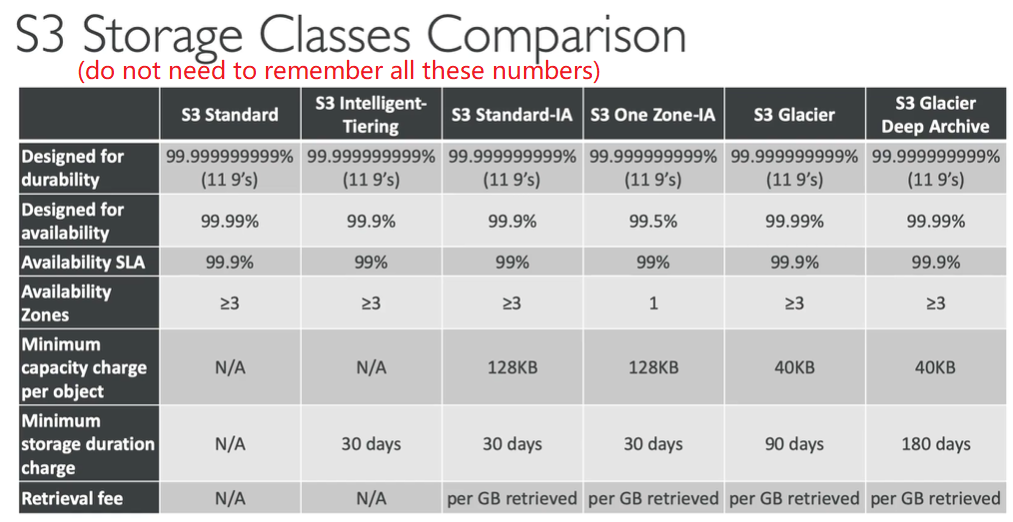 S3 Storage Classes Comparison
(do not need to remember all these numbers)
S3 Standard
S3 Intelligent-
Tiering
S3 Standard-IA
S3 One Zone-IA
S3 Glacier
S3 Glacier
Deep Archive
Designed for
durability
99.999999999%
(11 9’s)
99.999999999%
(11 9’s)
99.999999999%
(11 9’s)
99.999999999%
(11 9’s)
99.999999999%
(11 9’s)
99.999999999%
(11 9’s)
Designed for
availability
99.99%
99.9%
99.9%
99.5%
99.99%
99.99%
Availability SLA
99.9%
99%
99%
99%
99.9%
99.9%
Availability
Zones
≥3
≥3
≥3
1
≥3
≥3
Minimum
capacity charge
per object
N/A
N/A
128KB
128KB
40KB
40KB
Minimum
storage duration
charge
N/A
30 days
30 days
30 days
90 days
180 days
Retrieval fee
N/A
N/A
per GB retrieved
per GB retrieved
per GB retrieved
per GB retrieved